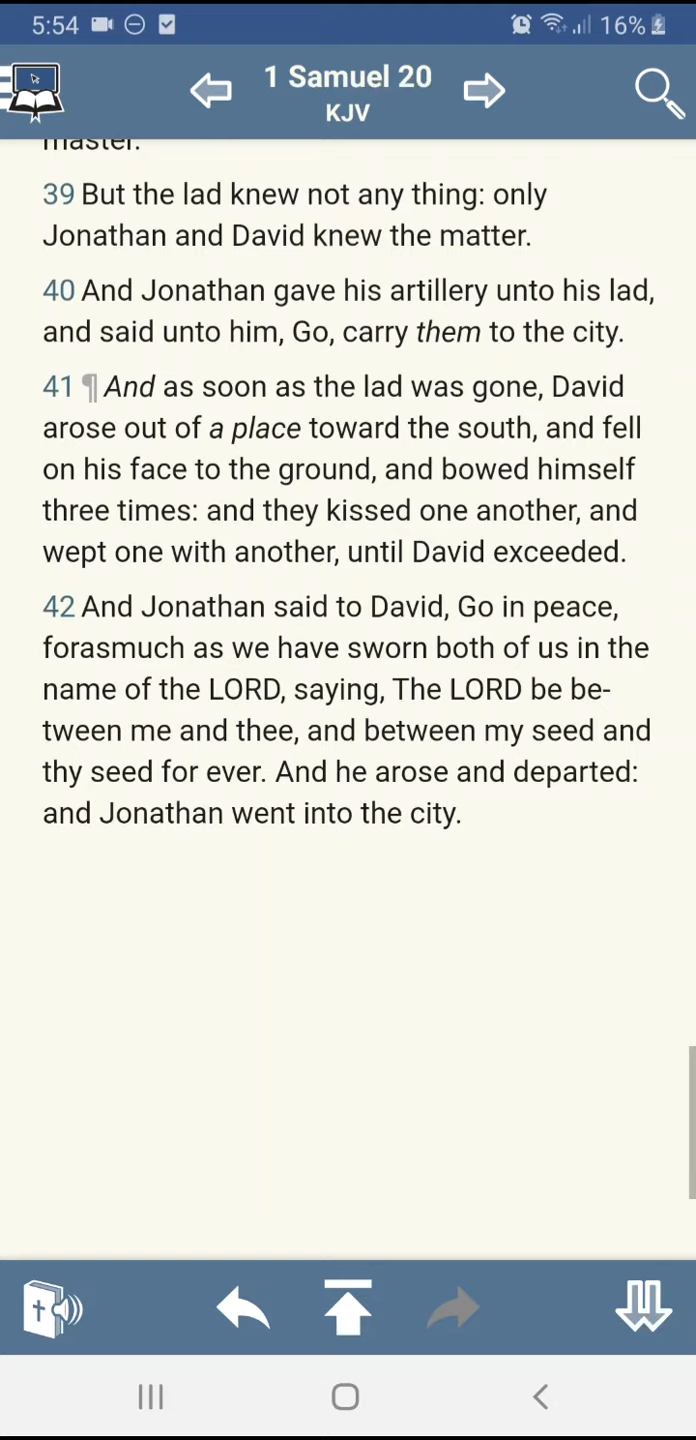 5:54 16%
1 Samuel 20
KJV
master.
39 But the lad knew not any thing: only
Jonathan and David knew the matter.
40 And Jonathan gave his artillery unto his lad,
and said unto him, Go, carry them to the city.
41 ¶ And as soon as the lad was gone, David
arose out of a place toward the south, and fell
on his face to the ground, and bowed himself
three times: and they kissed one another, and
wept one with another, until David exceeded.
42 And Jonathan said to David, Go in peace,
forasmuch as we have sworn both of us in the
name of the LORD, saying, The LORD be be-
tween me and thee, and between my seed and
thy seed for ever. And he arose and departed:
and Jonathan went into the city.